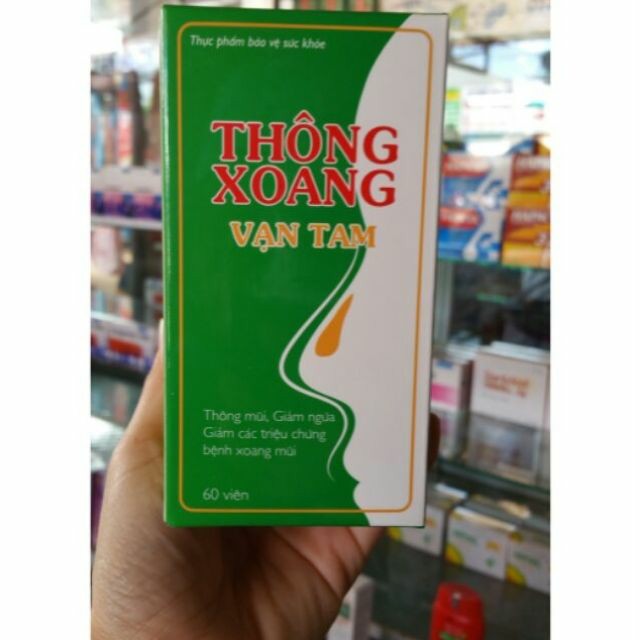 Thực phẩm bảo vệ sức khỏe
THÔNG
XOANG
VẠN TAM
Thông mũi, Giảm ngứa
Giảm các triệu chứng
bệnh xoang mũi
60 viên